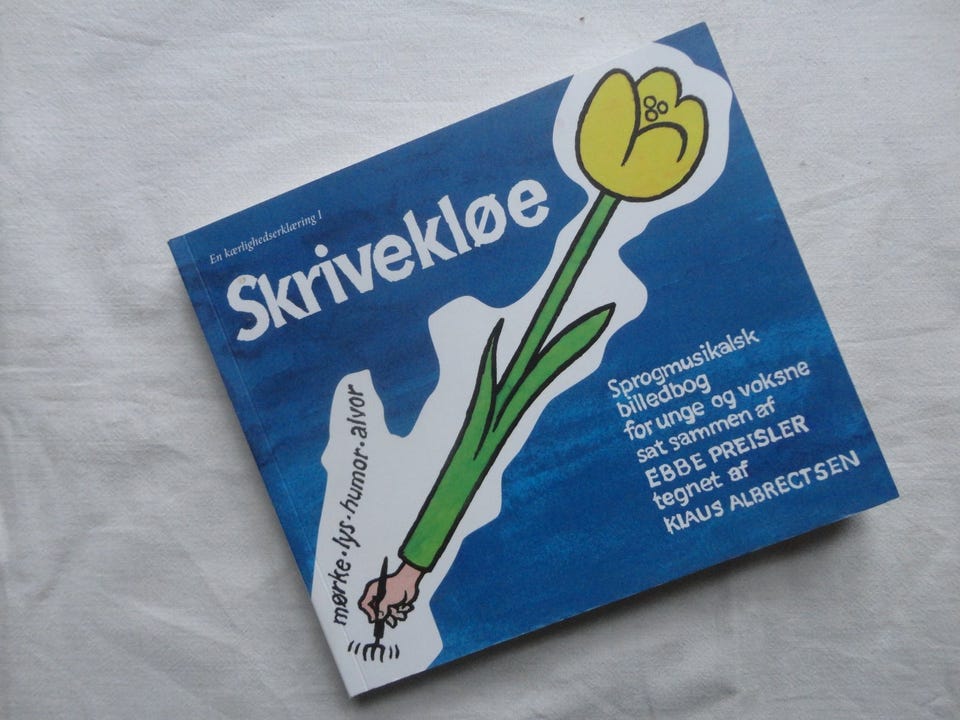 En kærlighedserklæring I
Skrivekløe
mørke · lys · humor · alvor
Sprogmusikalsk
billedbog
for unge og voksne
sat sammen af
EBBE PREISLER
tegnet af
KLAUS ALBRECTSEN